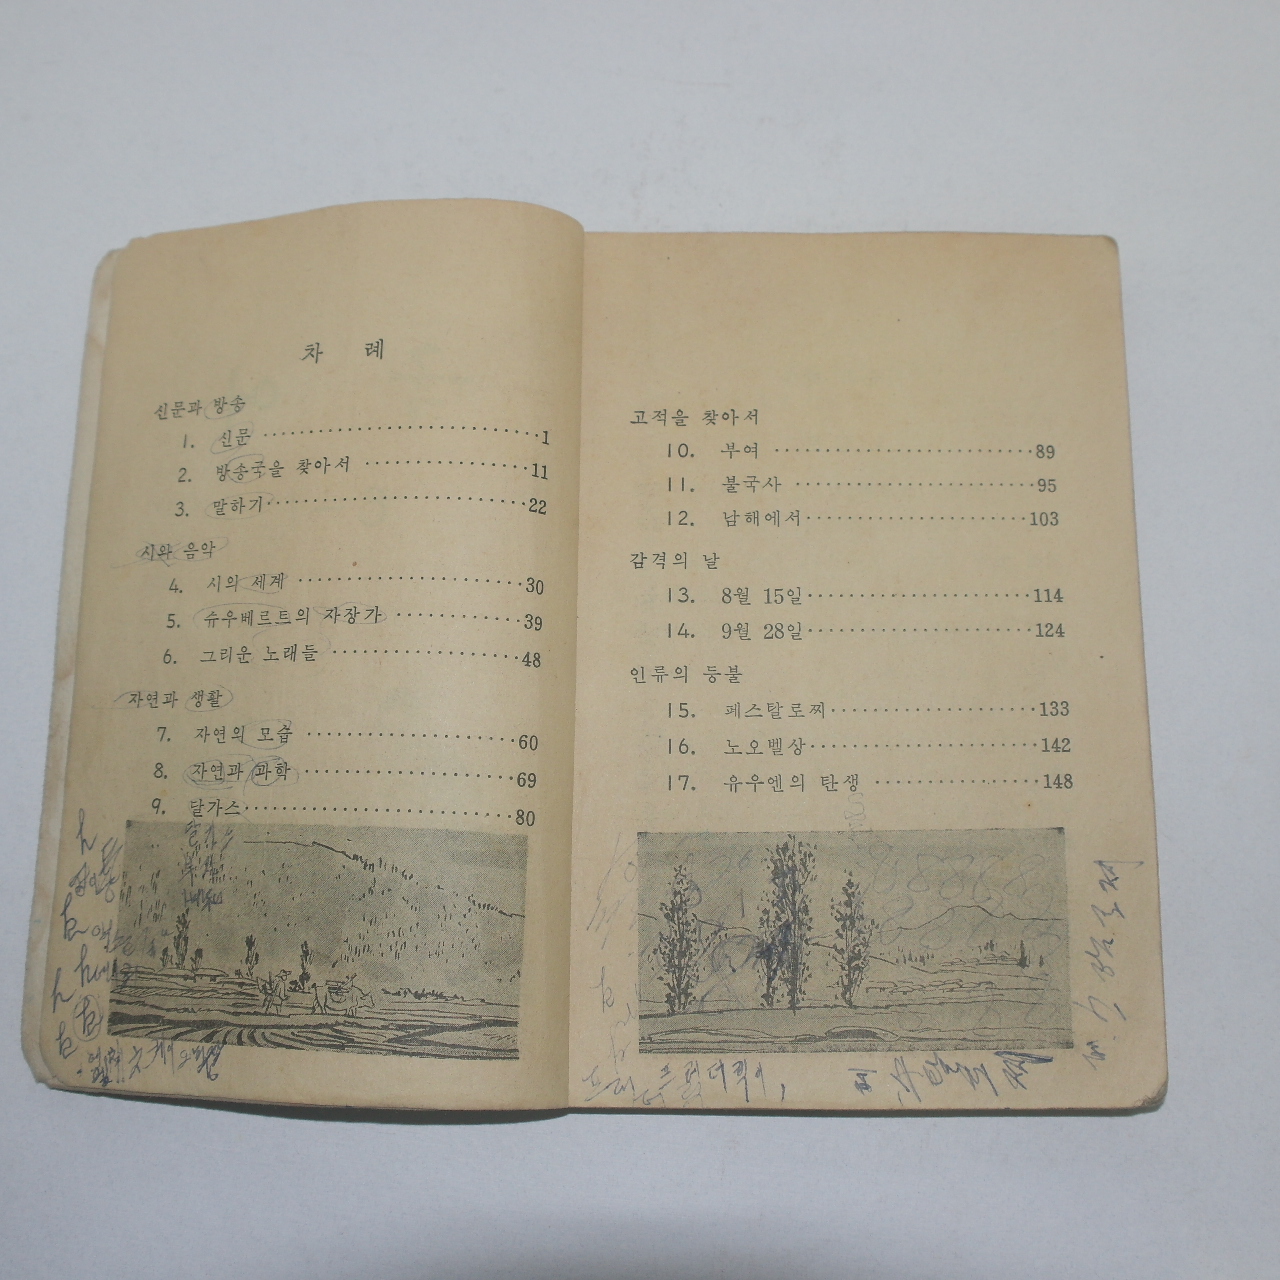 차 례
신문과 방송
1. 신문 ··························1
2. 방송국을 찾아서 ················11
3. 말하기·························22
시와 음악
4. 시의 세계 ······················30
5. 슈우베르트의 자장가 ············39
6. 그리운 노래들 ··················48
자연과 생활
7. 자연의 모습 ····················60
8. 자연과 과학 ····················69
9. 달가스··························80
달가스
고적을 찾아서
10. 부여 ·························89
11. 불국사 ·······················95
12. 남해에서······················103
감격의 날
13. 8월 15일······················114
14. 9월 28일······················124
인류의 등불
15. 페스탈로찌····················133
16. 노오벨상······················142
17. 유우엔의 탄생 ················148